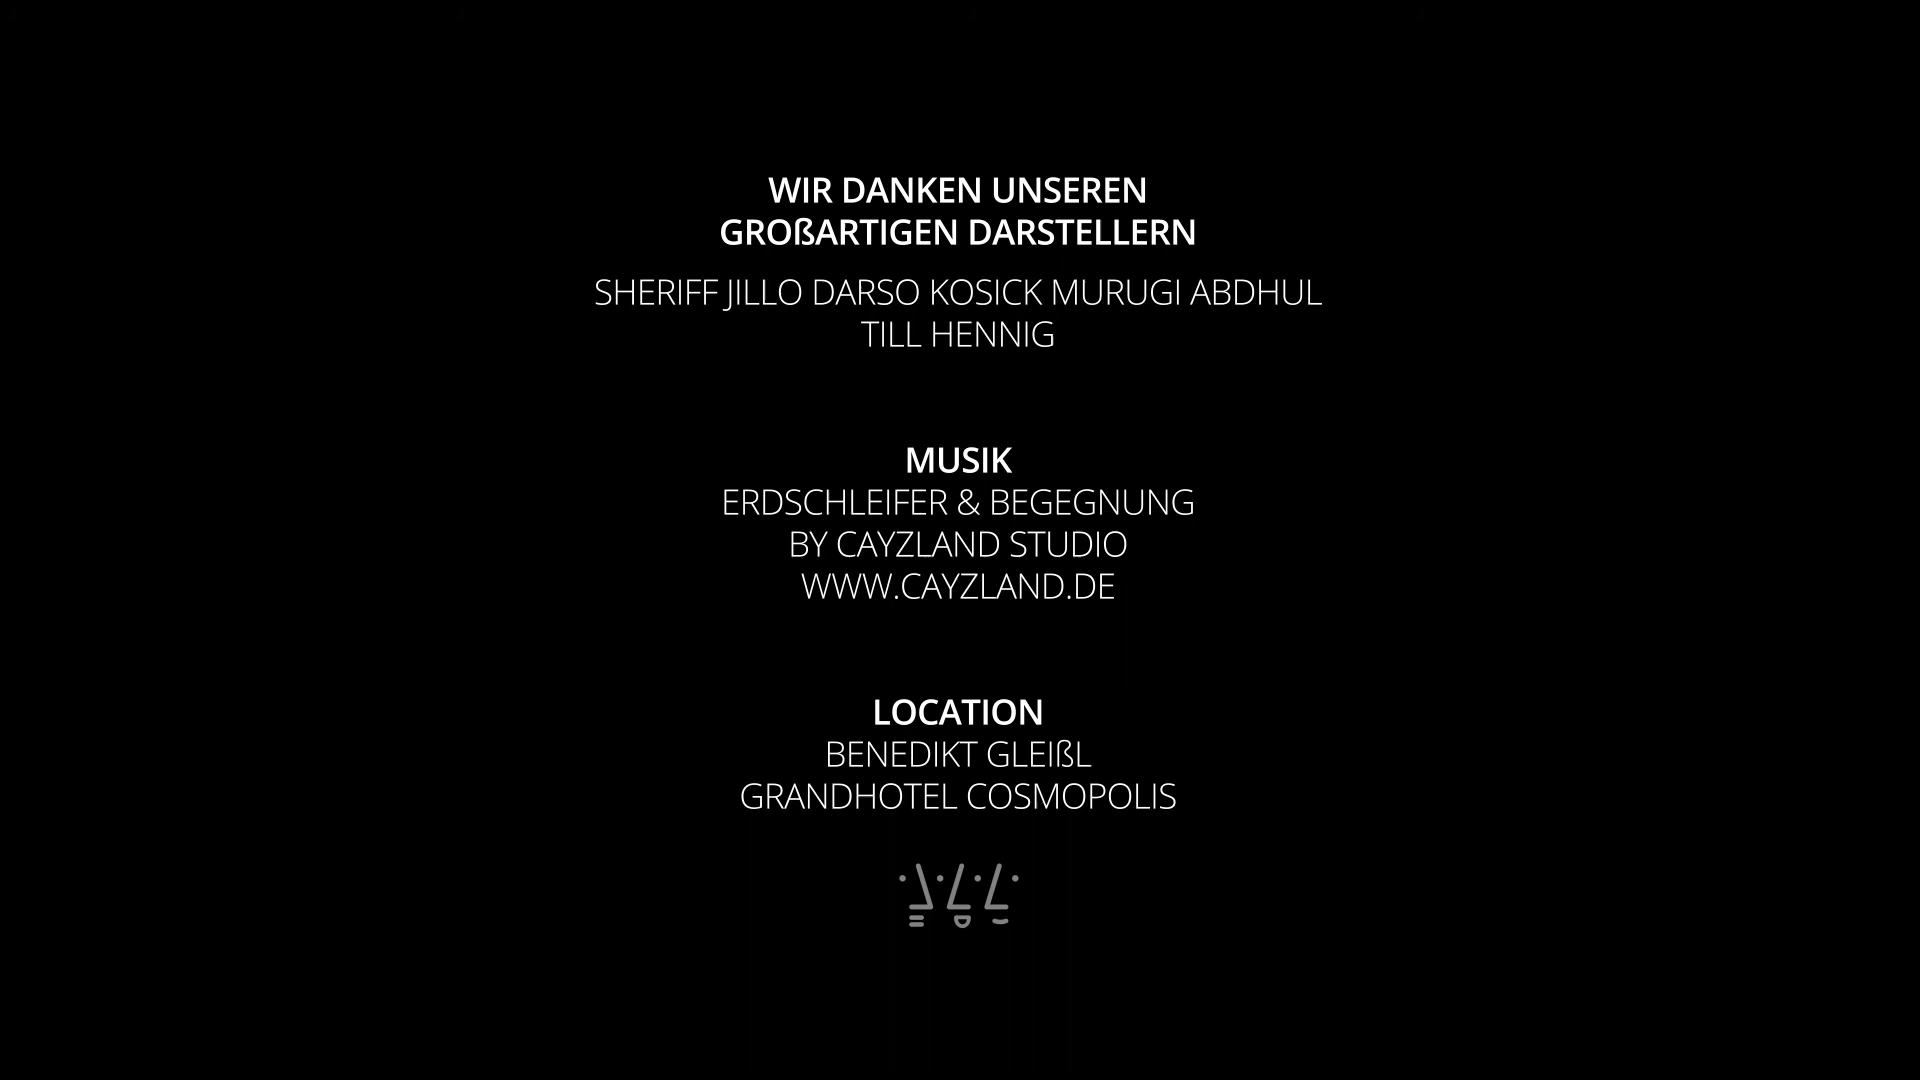 WIR DANKEN UNSEREN
GROßARTIGEN DARSTELLERN
SHERIFF JILLO DARSO KOSICK MURUGI ABDHUL
TILL HENNIG
MUSIK
ERDSCHLEIFER & BEGEGNUNG
BY CAYZLAND STUDIO
WWW.CAYZLAND.DE
LOCATION
BENEDIKT GLEIßL
GRANDHOTEL COSMOPOLIS